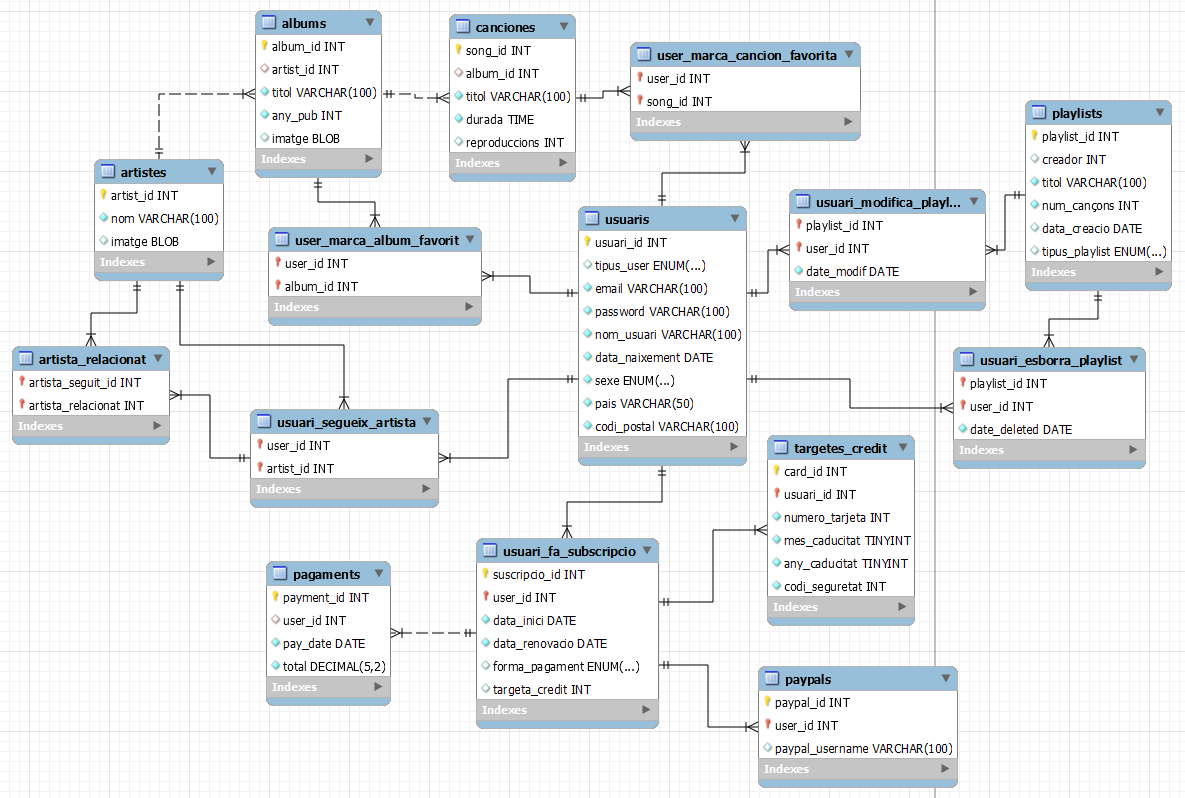 albums
album_id INT
artist_id INT
titol VARCHAR(100)
any_pub INT
imatge BLOB
Indexes
canciones
song_id INT
album_id INT
titol VARCHAR(100)
durada TIME
reproduccions INT
Indexes
user_marca_cancion_favorita
user_id INT
song_id INT
Indexes
playlists
playlist_id INT
creador INT
titol VARCHAR(100)
num_cançons INT
data_creacio DATE
tipus_playlist ENUM(...)
Indexes
artistes
artist_id INT
nom VARCHAR(100)
imatge BLOB
Indexes
user_marca_album_favorit
user_id INT
album_id INT
Indexes
usuaris
usuari_id INT
tipus_user ENUM(...)
email VARCHAR(100)
password VARCHAR(100)
nom_usuari VARCHAR(100)
data_naixement DATE
sexe ENUM(...)
pais VARCHAR(50)
codi_postal VARCHAR(100)
Indexes
usuari_modifica_playl...
playlist_id INT
user_id INT
date_modif DATE
Indexes
artista_relacionat
artista_seguit_id INT
artista_relacionat INT
Indexes
usuari_segueix_artista
user_id INT
artist_id INT
Indexes
usuari_esborra_playlist
playlist_id INT
user_id INT
date_deleted DATE
Indexes
targetes_credit
card_id INT
usuari_id INT
numero_tarjeta INT
mes_caducitat TINYINT
any_caducitat TINYINT
codi_seguretat INT
Indexes
pagaments
payment_id INT
user_id INT
pay_date DATE
total DECIMAL(5,2)
Indexes
usuari_fa_subscripcio
suscripcio_id INT
user_id INT
data_inici DATE
data_renovacio DATE
forma_pagament ENUM(...)
targeta_credit INT
Indexes
paypals
paypal_id INT
user_id INT
paypal_username VARCHAR(100)
Indexes